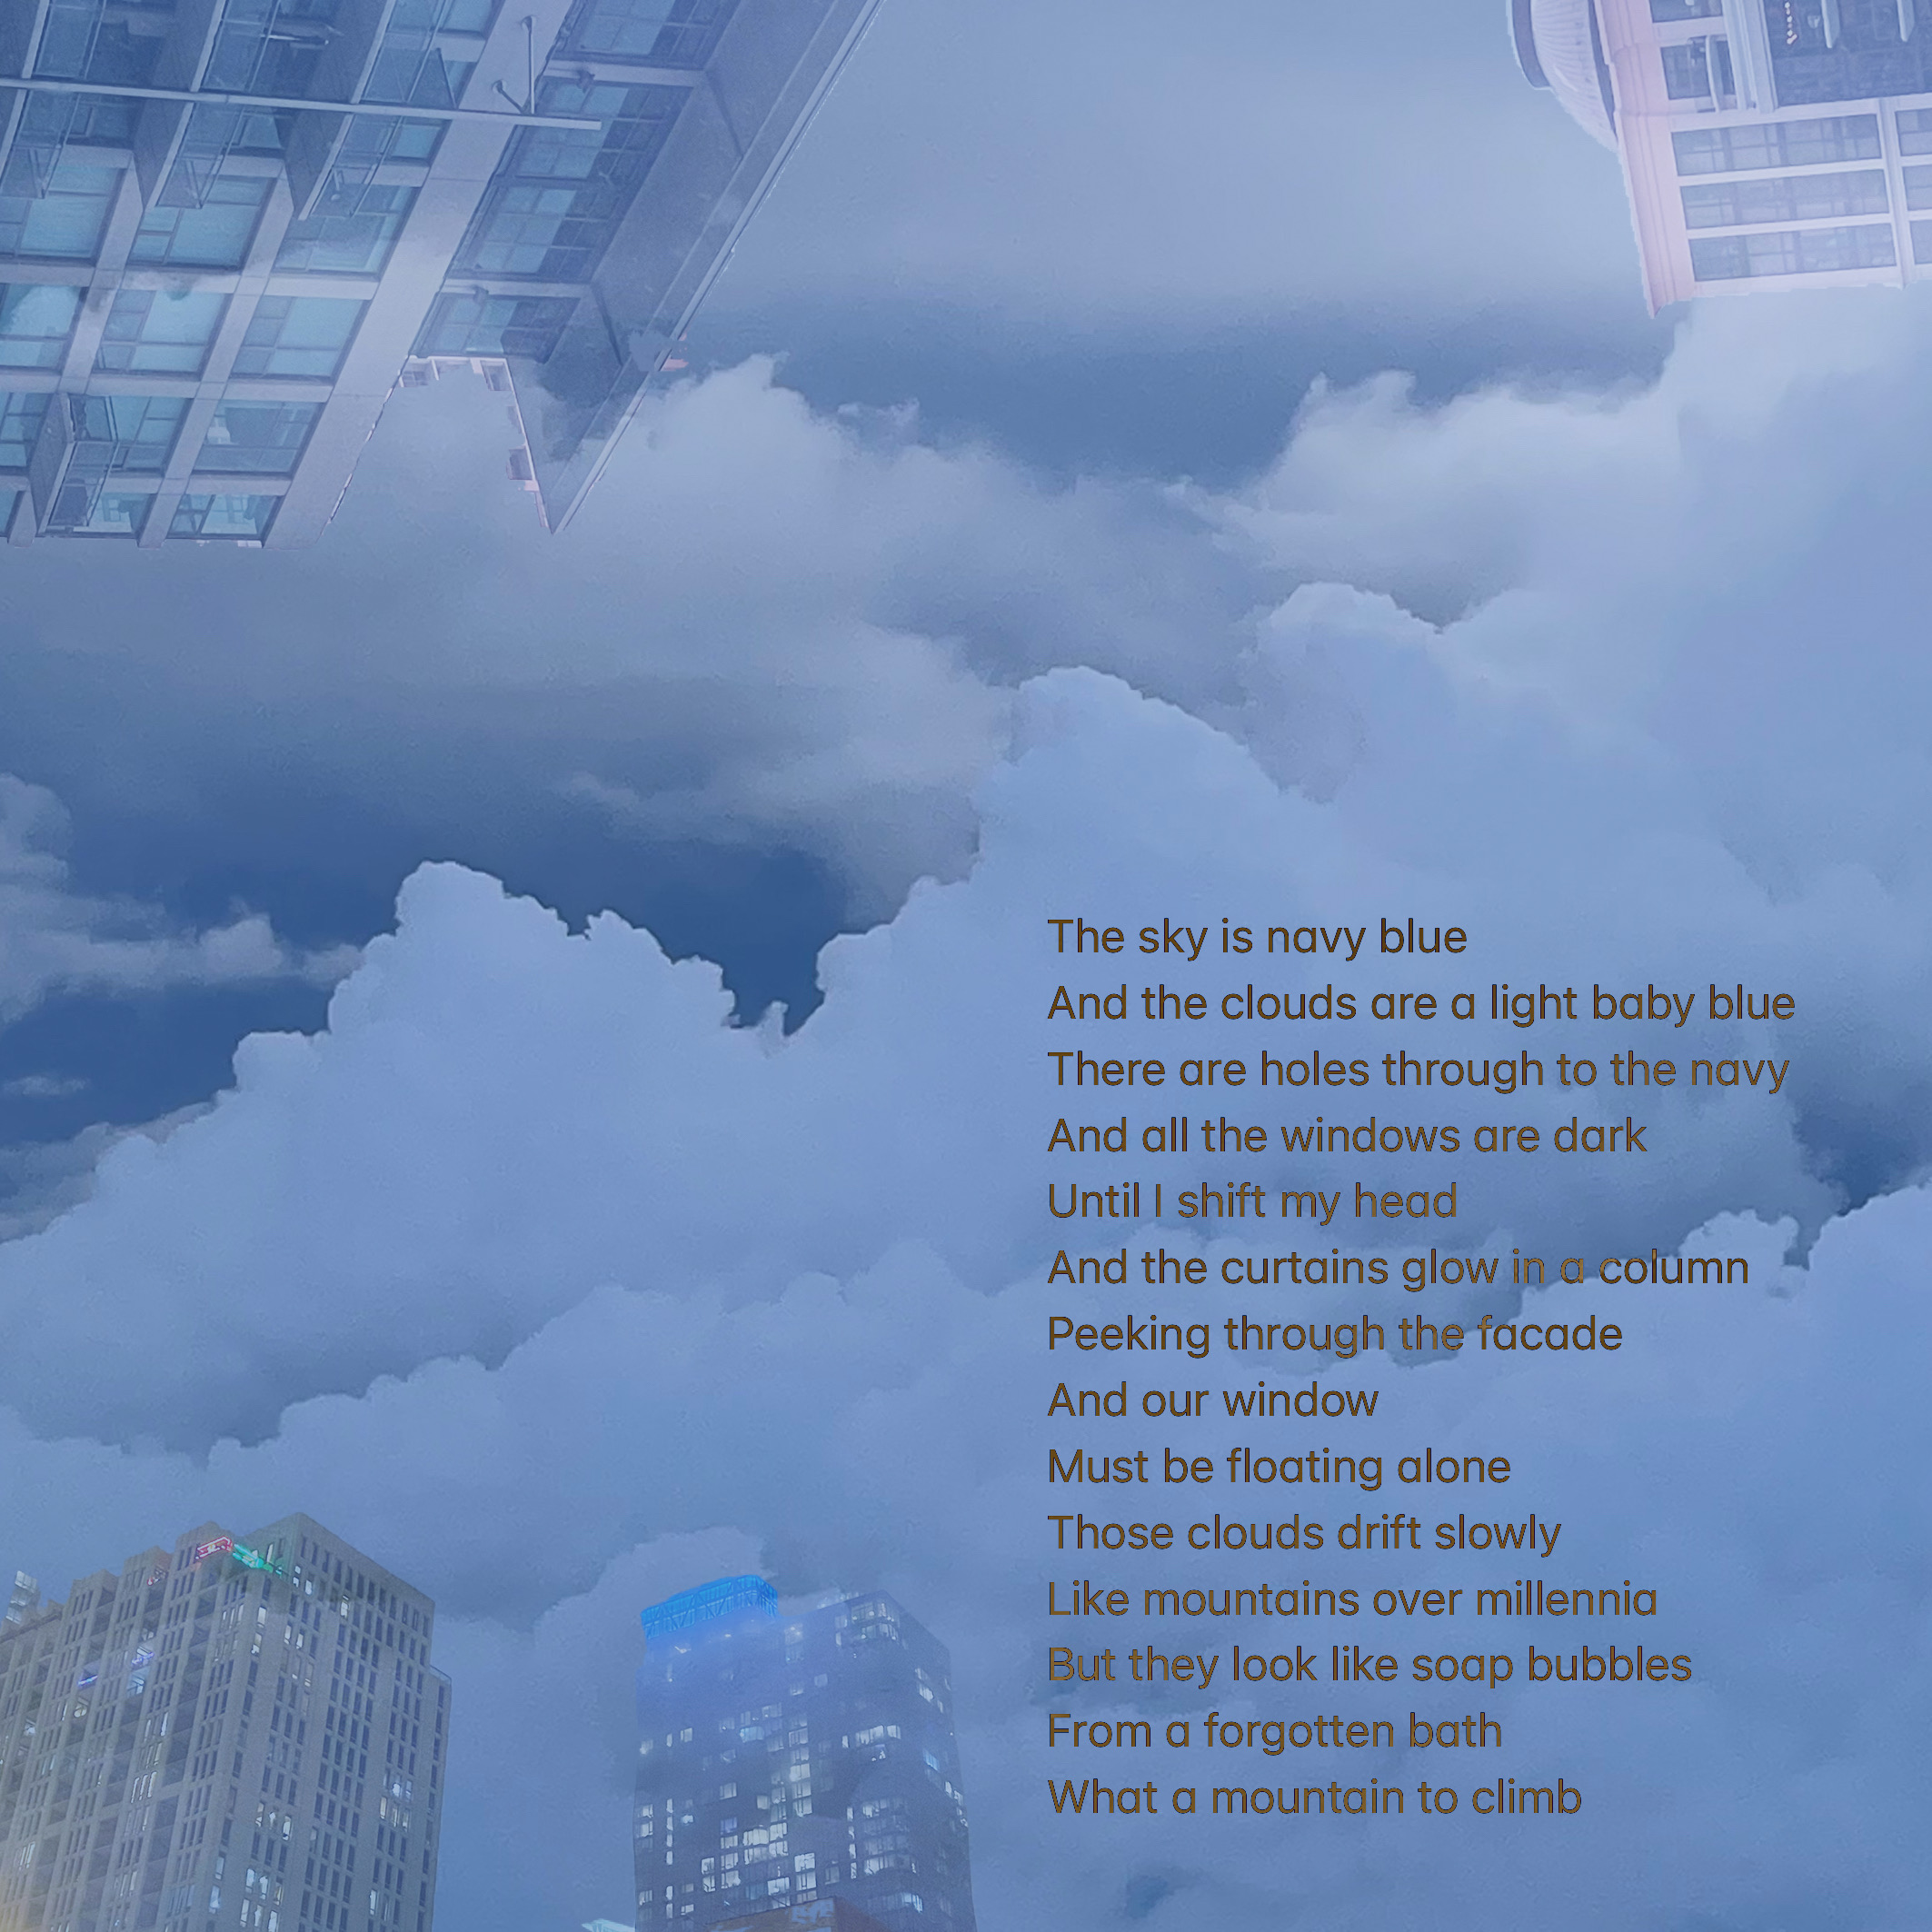 The sky is navy blue
And the clouds are a light baby blue
There are holes through to the navy
And all the windows are dark
Until I shift my head
And the curtains glow in a column
Peeking through the facade
And our window
Must be floating alone
Those clouds drift slowly
Like mountains over millennia
But they look like soap bubbles
From a forgotten bath
What a mountain to climb